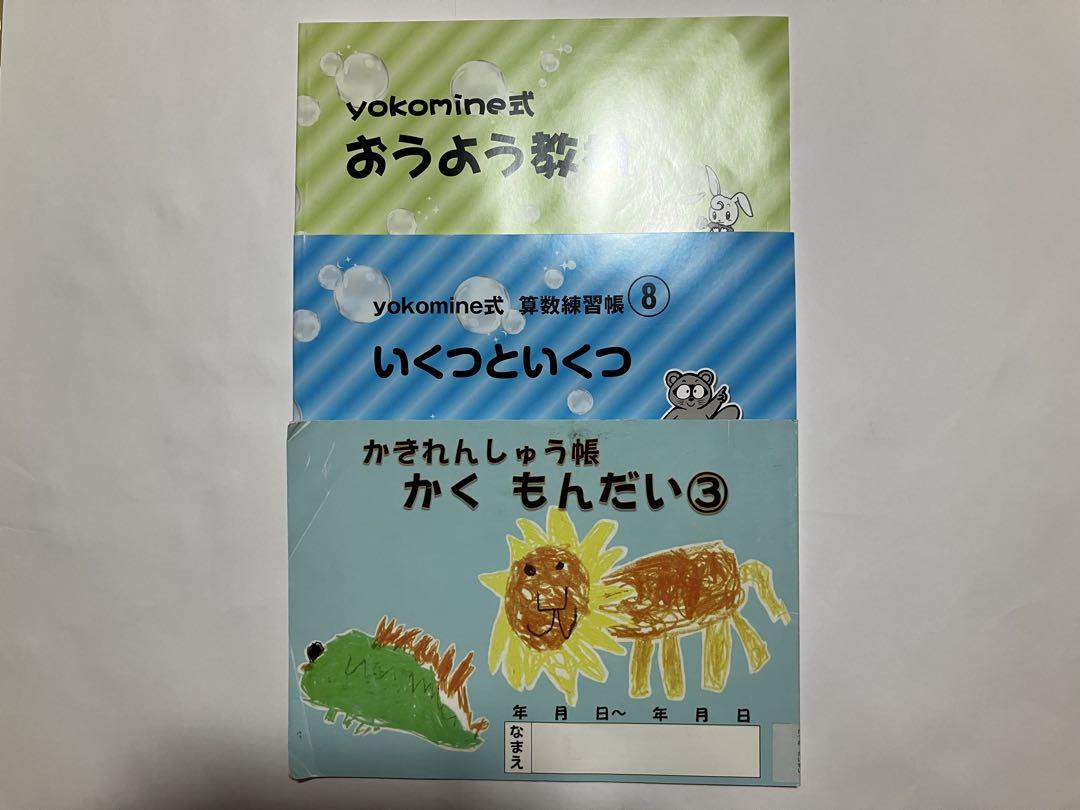 yokomine式
おうよう教材
yokomine式 算数練習帳⑧
いくつといくつ
かきれんしゅう帳
かく もんだい③
年 月 日～ 年 月 日
なまえ